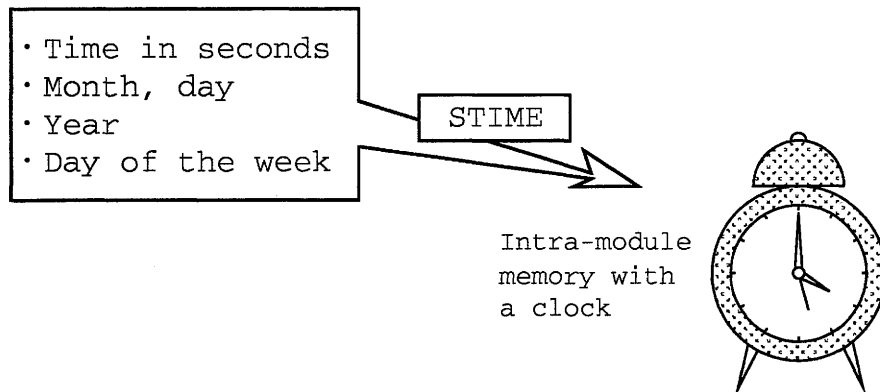 ・Time in seconds
・Month, day
・Year
・Day of the week
STIME
Intra-module
memory with
a clock